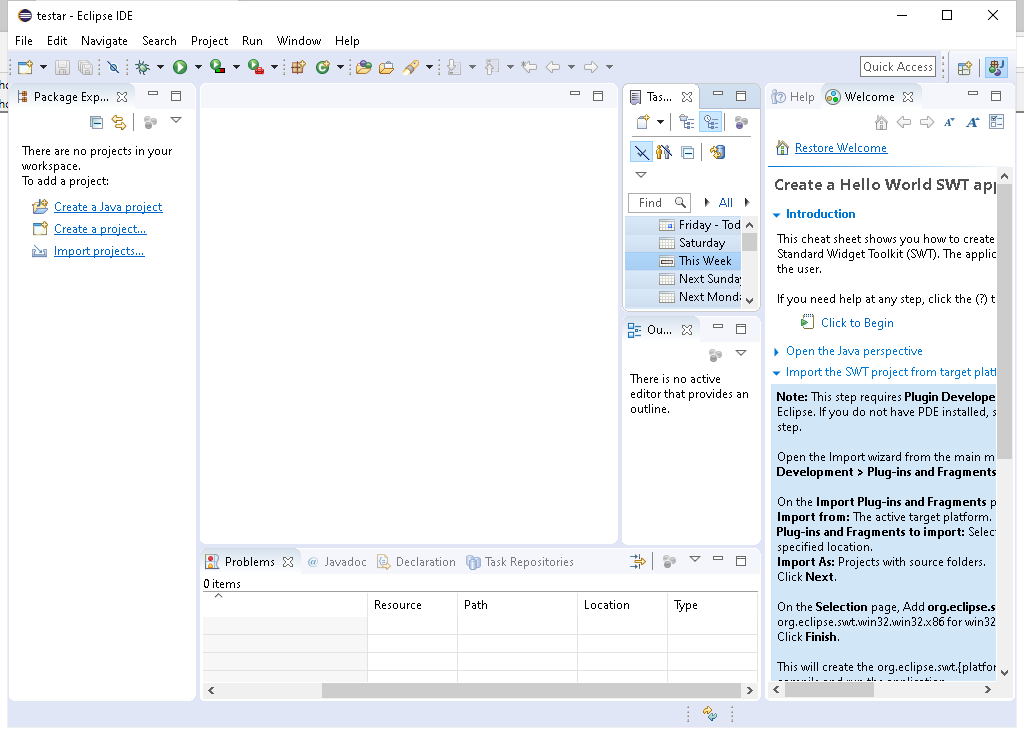 testar - Eclipse IDE
File Edit Navigate Search Project Run Window Help
Quick Access
Package Exp...
There are no projects in your
workspace.
To add a project:
Create a Java project
Create a project...
Import projects...
Tas...
Find
All
Friday - Tod
Saturday
This Week
Next Sunday
Next Monda
Ou...
There is no active
editor that provides an
outline.
Help Welcome
Restore Welcome
Create a Hello World SWT app
Introduction
This cheat sheet shows you how to create
Standard Widget Toolkit (SWT). The applic
the user.
If you need help at any step, click the (?) t
Click to Begin
Open the Java perspective
Import the SWT project from target platf
Note: This step requires Plugin Develope
Eclipse. If you do not have PDE installed, s
step.
Open the Import wizard from the main m
Development > Plug-ins and Fragments
On the Import Plug-ins and Fragments p
Import from: The active target platform.
Plug-ins and Fragments to import: Selec
specified location.
Import As: Projects with source folders.
Click Next.
On the Selection page, Add org.eclipse.s
org.eclipse.swt.win32.win32.x86 for win32
Click Finish.
This will create the org.eclipse.swt.{platfor
compile and run the application
Problems @ Javadoc Declaration Task Repositories
0 items
Resource Path Location Type